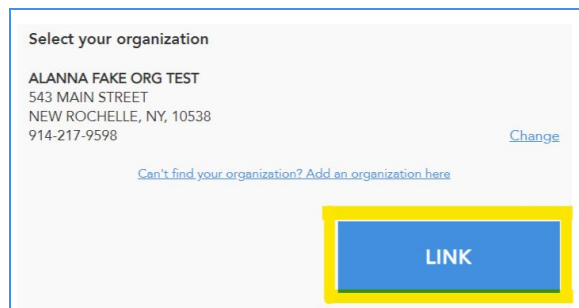 Select your organization
ALANNA FAKE ORG TEST
543 MAIN STREET
NEW ROCHELLE, NY, 10538
914-217-9598
Change
Can't find your organization? Add an organization here
LINK